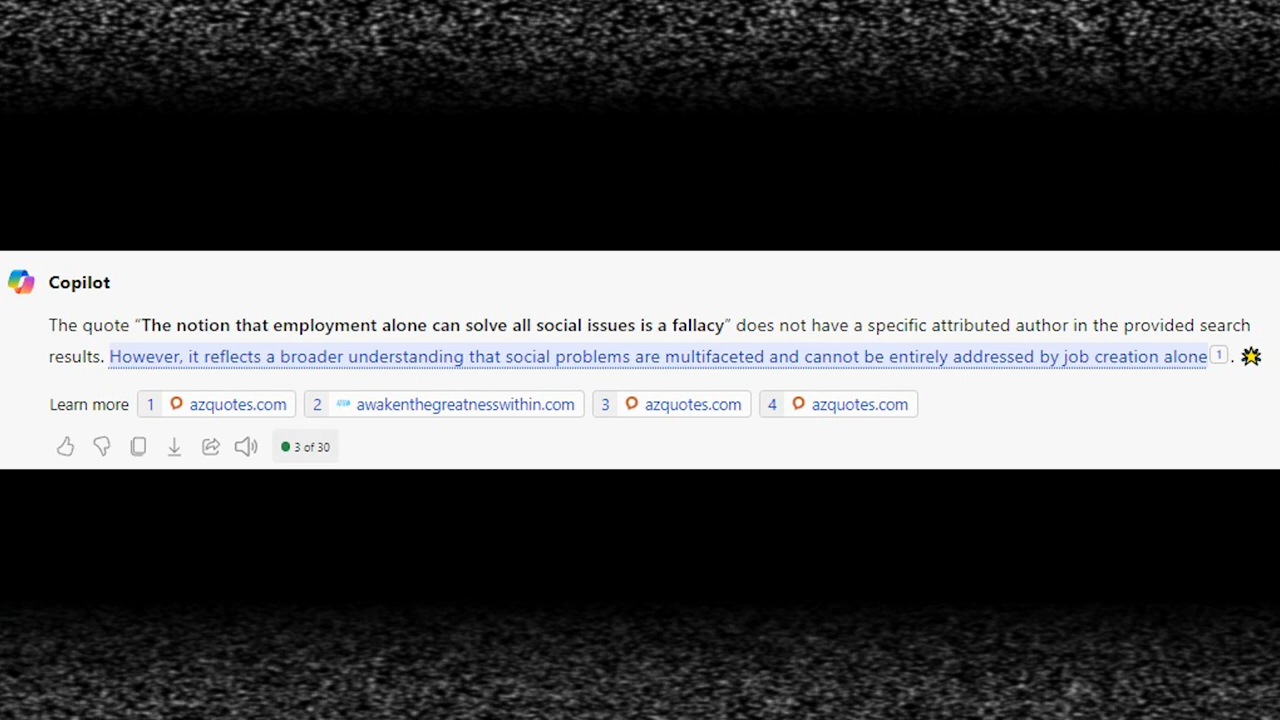 Copilot
The quote “The notion that employment alone can solve all social issues is a fallacy” does not have a specific attributed author in the provided search
results. However, it reflects a broader understanding that social problems are multifaceted and cannot be entirely addressed by job creation alone 1 .
Learn more 1 azquotes.com 2 awakenthegreatnesswithin.com 3 azquotes.com 4 azquotes.com
3 of 30